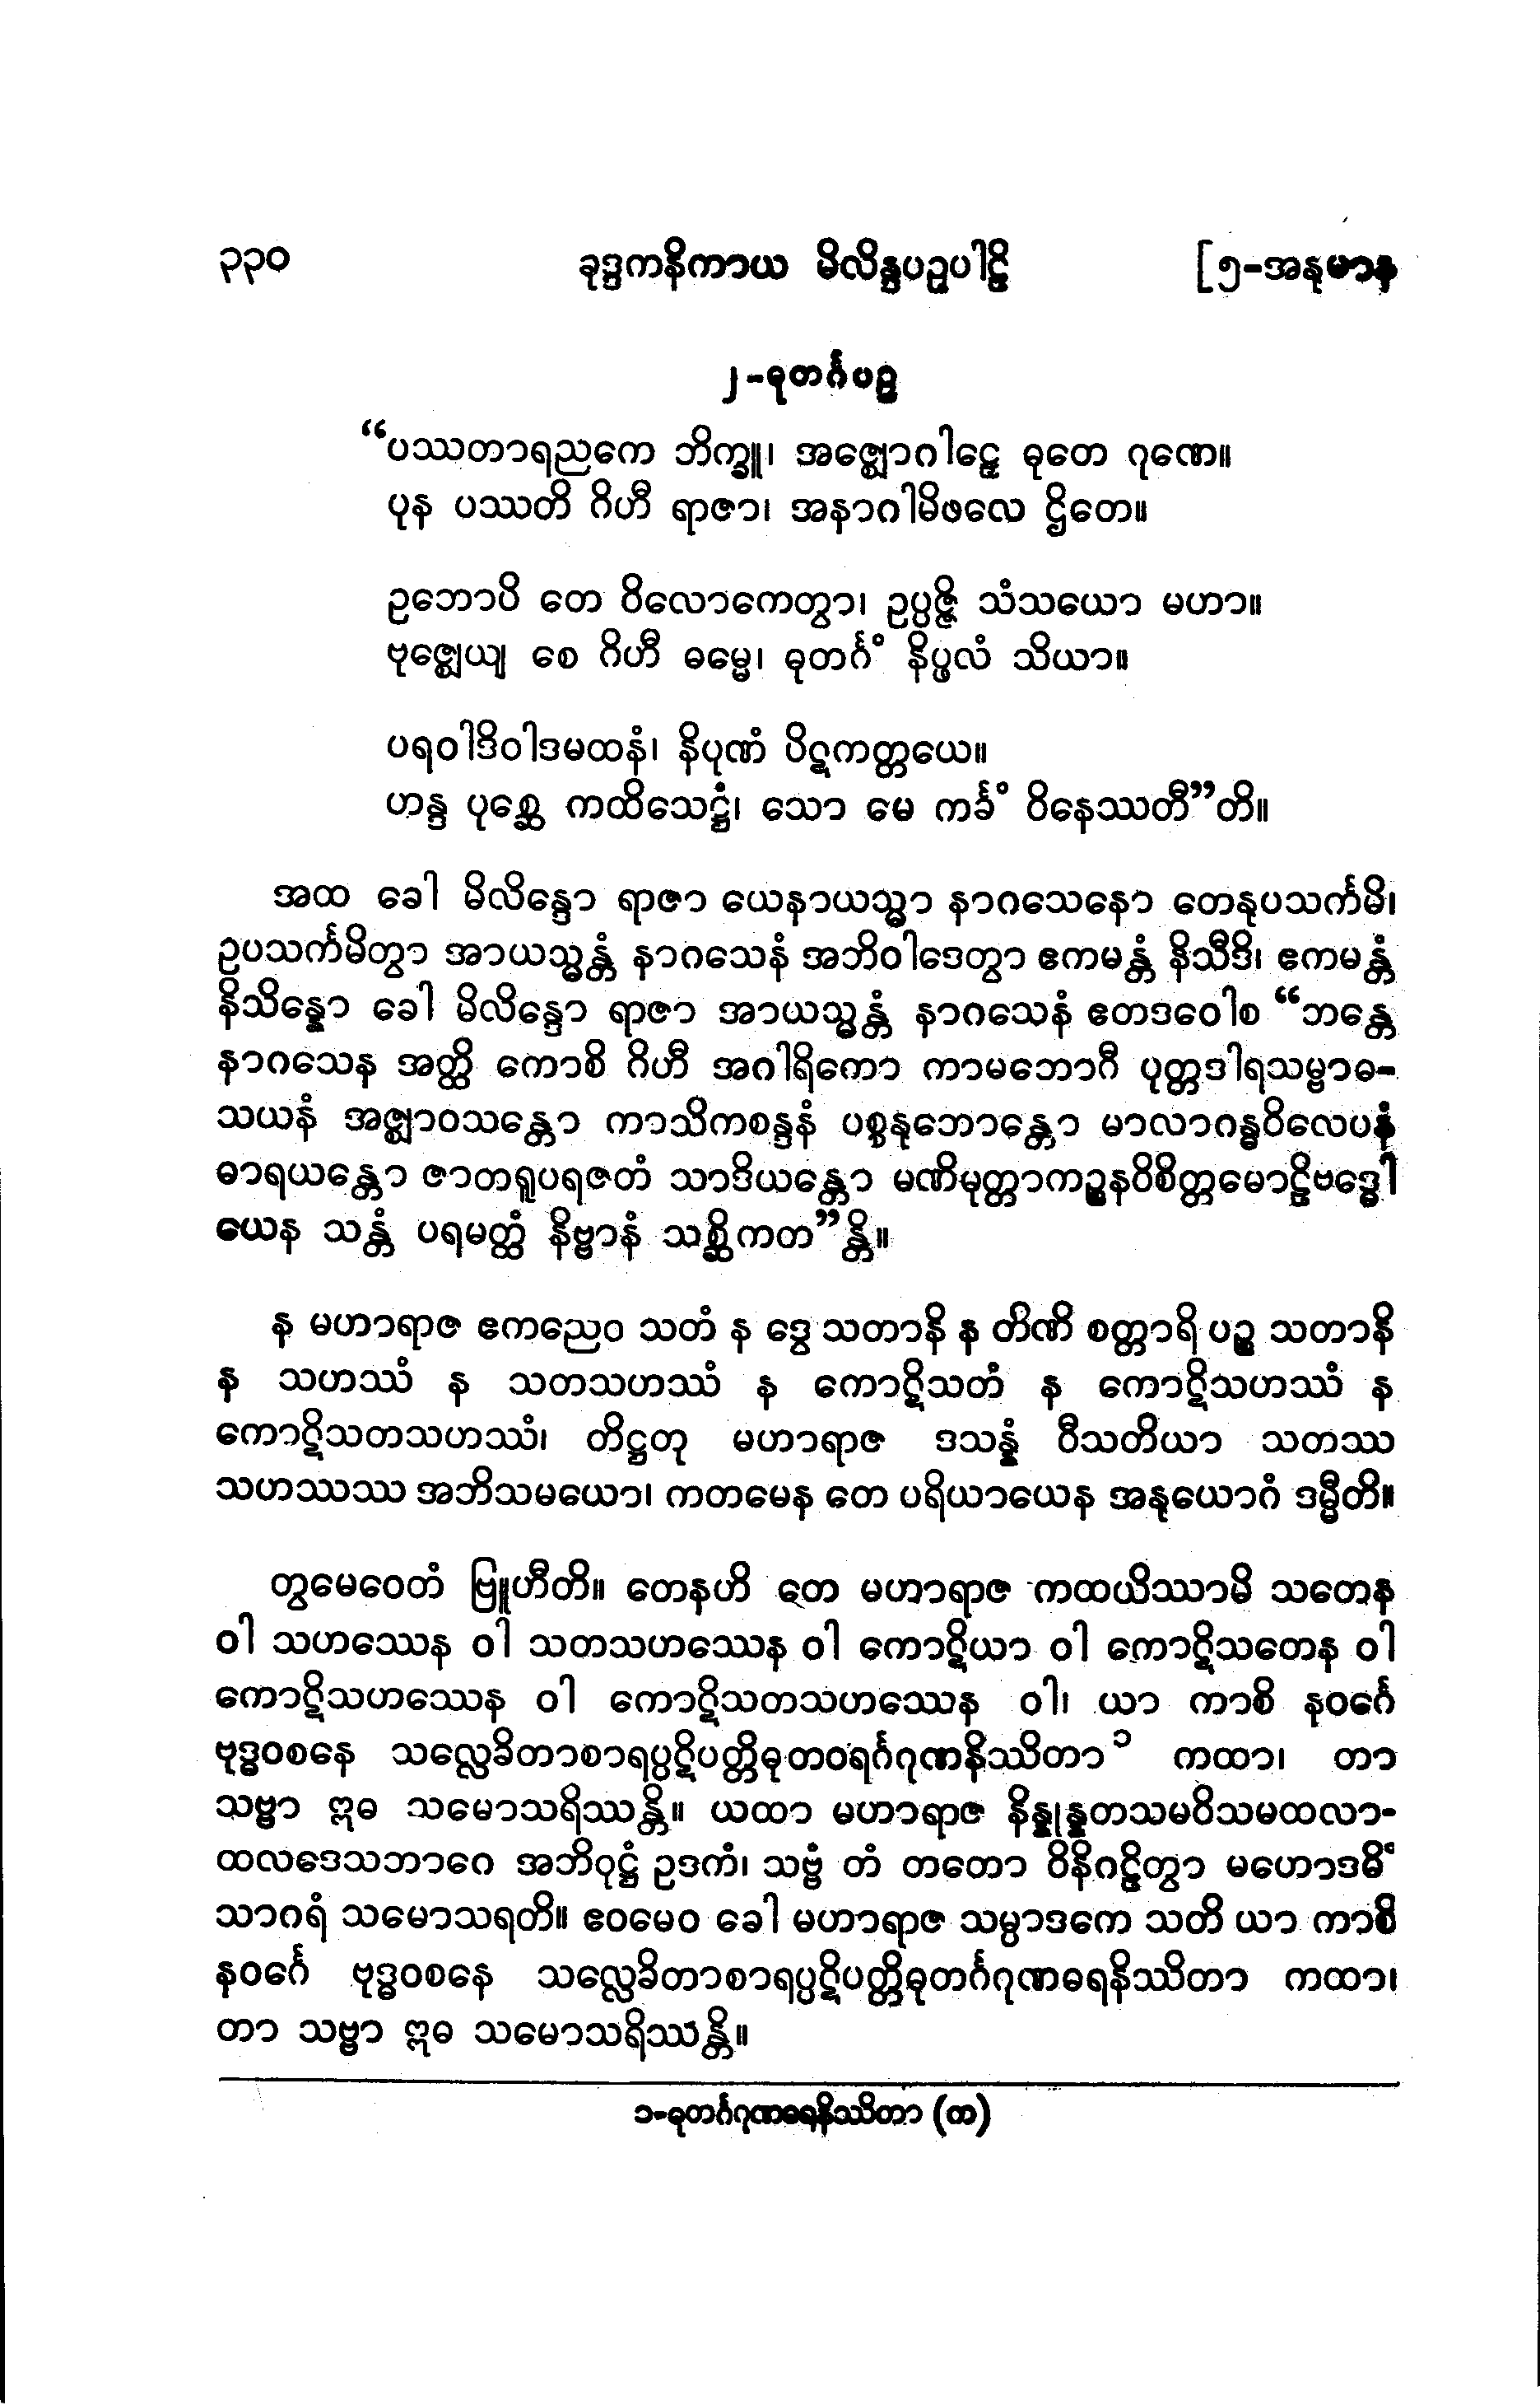 ၃၃၀ ခုဒ္ဒကနိကာယ မိလိန္ဒပဉှပါဠိ [၅-အနုမာန
၂-ဓုတင်္ဂပဉှ
“ပဿတာရညကေ ဘိက္ခူ၊ အဇ္ဈောဂါဠှေ ဓုတေ ဂုဏေ။
ပုန ပဿတိ ဂိဟီ ရာဇာ၊ အနာဂါမိဖလေ ဌိတေ။
ဥဘောပိ တေ ဝိလောကေတွာ၊ ဥပ္ပဇ္ဇိ သံသယော မဟာ။
ဗုဇ္ဈေယျ စေ ဂိဟီ ဓမ္မေ၊ ဓုတင်္ဂံ နိပ္ဖလံ သိယာ။
ပရဝါဒိဝါဒမထနံ၊ နိပုဏံ ပိဋကတ္တယေ။
ဟန္ဒ ပုစ္ဆေ ကထိသေဋ္ဌံ၊ သော မေ ကင်္ခံ ဝိနေဿတီ”တိ။
အထ ခေါ မိလိန္ဒော ရာဇာ ယေနာယသ္မာ နာဂသေနော တေနုပသင်္ကမိ၊
ဥပသင်္ကမိတွာ အာယသ္မန္တံ နာဂသေနံ အဘိဝါဒေတွာ ဧကမန္တံ နိသီဒိ၊ ဧကမန္တံ
နိသိန္နော ခေါ မိလိန္ဒော ရာဇာ အာယသ္မန္တံ နာဂသေနံ ဧတဒဝေါစ “ဘန္တေ
နာဂသေန အတ္ထိ ကောစိ ဂိဟီ အဂါရိကော ကာမဘောဂီ ပုတ္တဒါရသမ္ဗာဓ-
သယနံ အဇ္ဈာဝသန္တော ကာသိကစန္ဒနံ ပစ္စနုဘောန္တော မာလာဂန္ဓဝိလေပနံ
ဓာရယန္တော ဇာတရူပရဇတံ သာဒိယန္တော မဏိမုတ္တာကဉ္စနဝိစိတ္တမောဠိဗဒ္ဓေါ
ယေန သန္တံ ပရမတ္ထံ နိဗ္ဗာနံ သစ္ဆိကတ”န္တိ။
န မဟာရာဇ ဧကညေဝ သတံ န ဒွေ သတာနိ န တိဏိ စတ္တာရိ ပဉ္စ သတာနိ
န သဟဿံ န သတသဟဿံ န ကောဋိသတံ န ကောဋိသဟဿံ န
ကောဋိသတသဟဿံ၊ တိဋ္ဌတု မဟာရာဇ ဒသန္နံ ဝီသတိယာ သတဿ
သဟဿဿ အဘိသမယော၊ ကတမေန တေ ပရိယာယေန အနုယောဂံ ဒမ္မီတိ။
တွမေဝေတံ ဗြူဟီတိ။ တေနဟိ တေ မဟာရာဇ ကထယိဿာမိ သတေန
ဝါ သဟဿေန ဝါ သတသဟဿေန ဝါ ကောဋိယာ ဝါ ကောဋိသတေန ဝါ
ကောဋိသဟဿေန ဝါ ကောဋိသတသဟဿေန ဝါ၊ ယာ ကာစိ နဝင်္ဂေ
ဗုဒ္ဓဝစနေ သလ္လေခိတာစာရပ္ပဋိပတ္တိဓုတဝရင်္ဂဂုဏနိဿိတာ ၁ ကထာ၊ တာ
သဗ္ဗာ ဣဓ သမောသရိဿန္တိ။ ယထာ မဟာရာဇ နိန္နုန္နတသမဝိသမထလာ-
ထလဒေသဘာဂေ အဘိဝုဋ္ဌံ ဥဒကံ၊ သဗ္ဗံ တံ တတော ဝိနိဂဠိတွာ မဟောဒဓိံ
သာဂရံ သမောသရတိ။ ဧဝမေဝ ခေါ မဟာရာဇ သမ္ပာဒကေ သတိ ယာ ကာစိ
နဝင်္ဂေ ဗုဒ္ဓဝစနေ သလ္လေခိတာစာရပ္ပဋိပတ္တိဓုတင်္ဂဂုဏဓရနိဿိတာ ကထာ၊
တာ သဗ္ဗာ ဣဓ သမောသရိဿန္တိ။
၁-ဓုတင်္ဂဂုဏဓရနိဿိတာ (က)